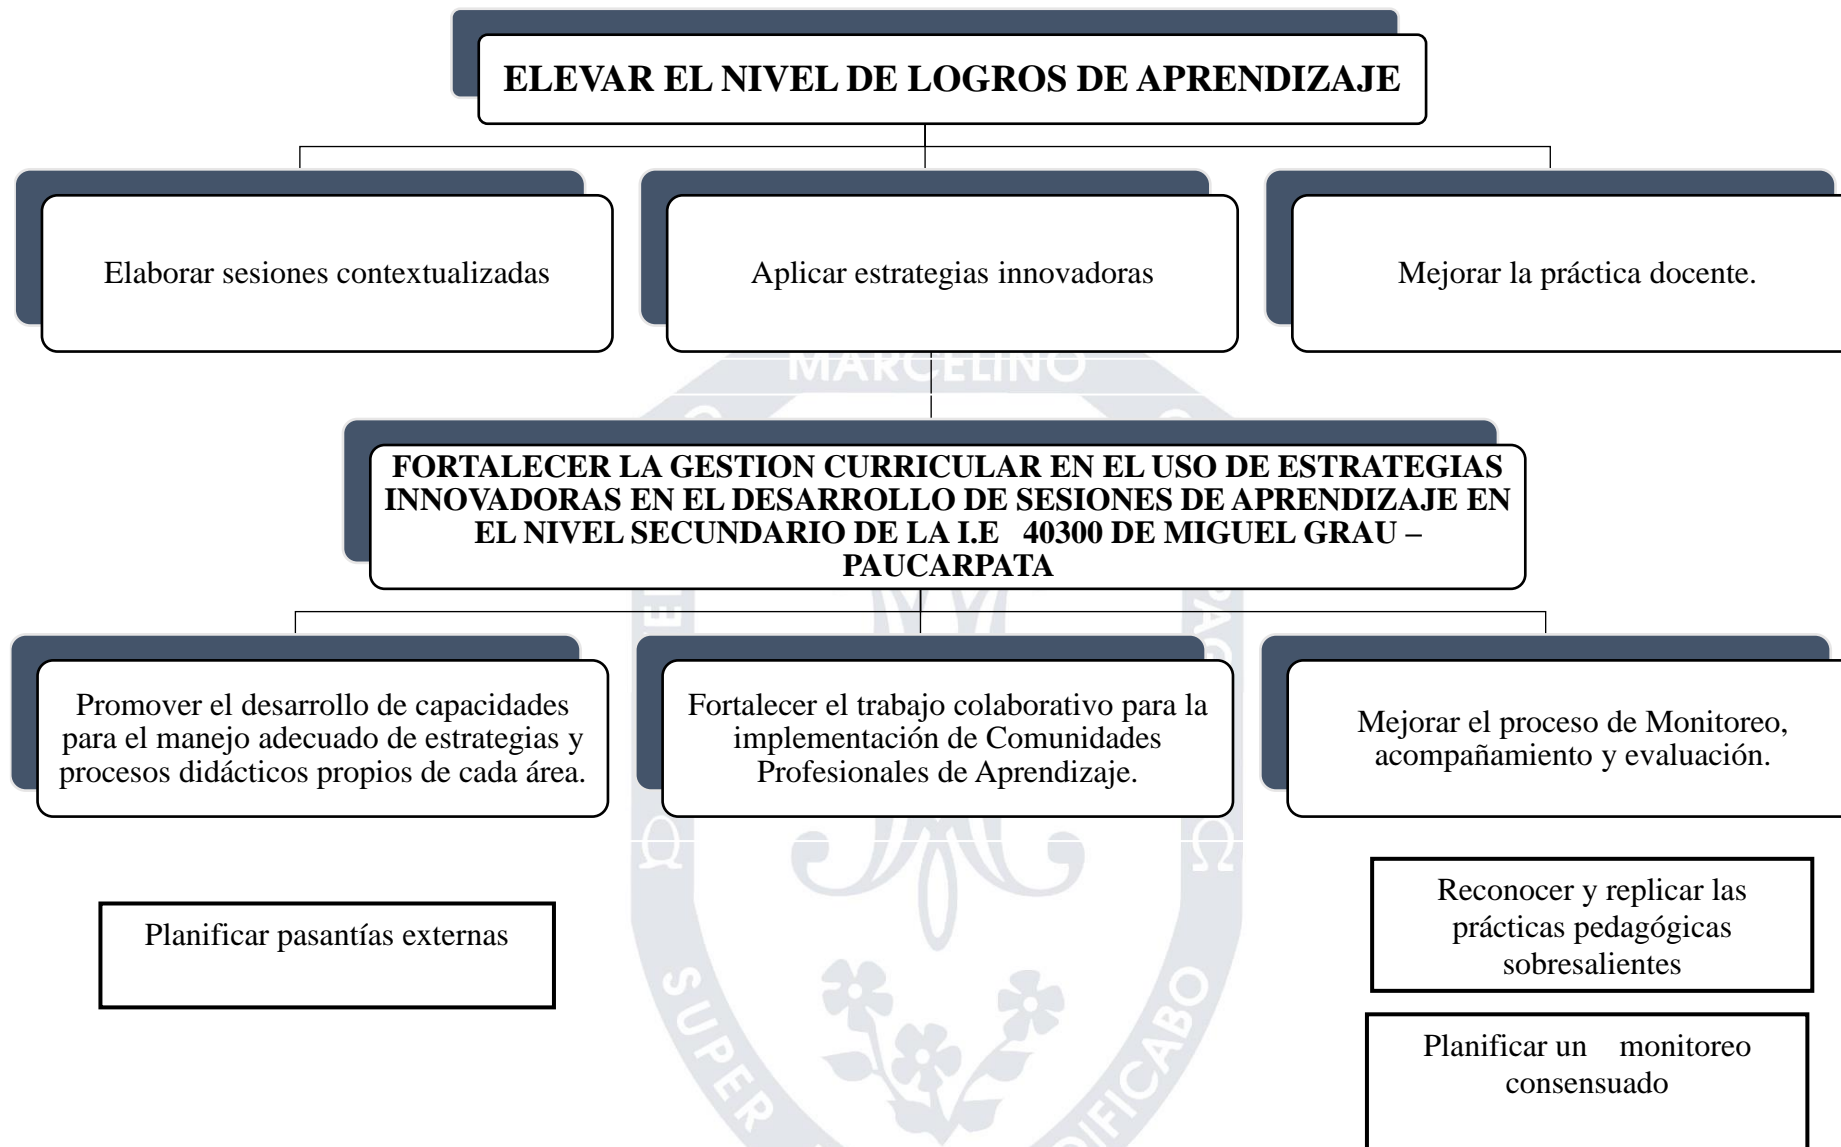 ELEVAR EL NIVEL DE LOGROS DE APRENDIZAJE
Elaborar sesiones contextualizadas
Aplicar estrategias innovadoras
Mejorar la práctica docente.
MARCELINO
FORTALECER LA GESTION CURRICULAR EN EL USO DE ESTRATEGIAS
INNOVADORAS EN EL DESARROLLO DE SESIONES DE APRENDIZAJE EN
EL NIVEL SECUNDARIO DE LA I.E 40300 DE MIGUEL GRAU –
PAUCARPATA
Promover el desarrollo de capacidades
para el manejo adecuado de estrategias y
procesos didácticos propios de cada área.
Fortalecer el trabajo colaborativo para la
implementación de Comunidades
Profesionales de Aprendizaje.
Mejorar el proceso de Monitoreo,
acompañamiento y evaluación.
Planificar pasantías externas
Reconocer y replicar las
prácticas pedagógicas
sobresalientes
Planificar un monitoreo
consensuado
SUPER